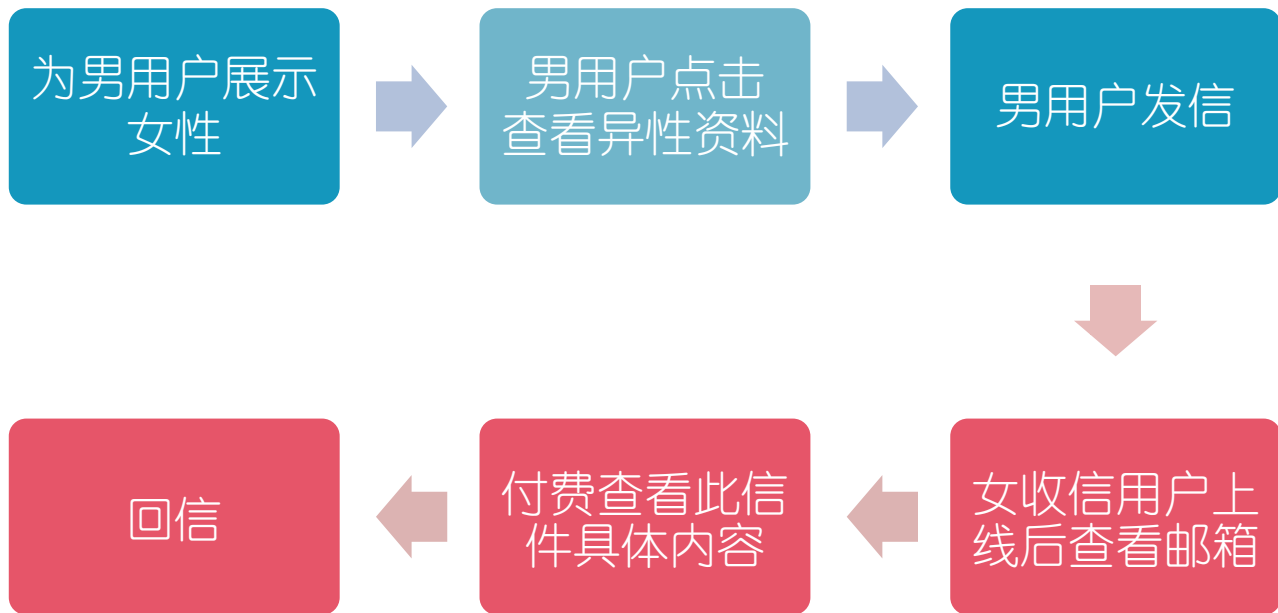 为男用户展示
女性
男用户点击
查看异性资料
男用户发信
女收信用户上
线后查看邮箱
付费查看此信
件具体内容
回信